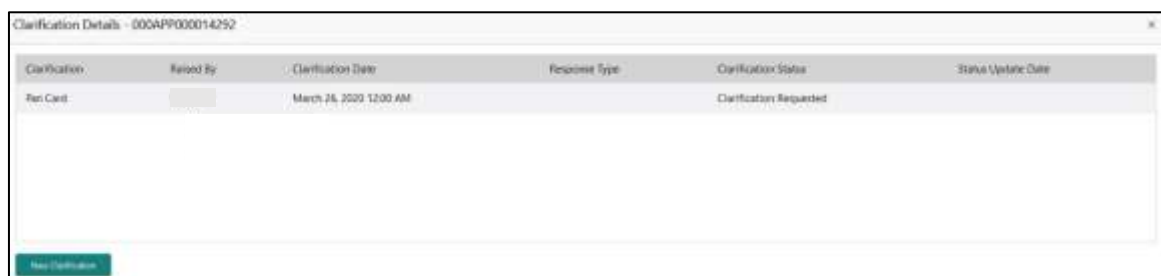 Clarification Details - 000APP000014292
Clarification Raised By Clarification Date Response Type Clarification Status Status Update Date
Pan Card March 26, 2020 12:00 AM Clarification Requested
New Clarification